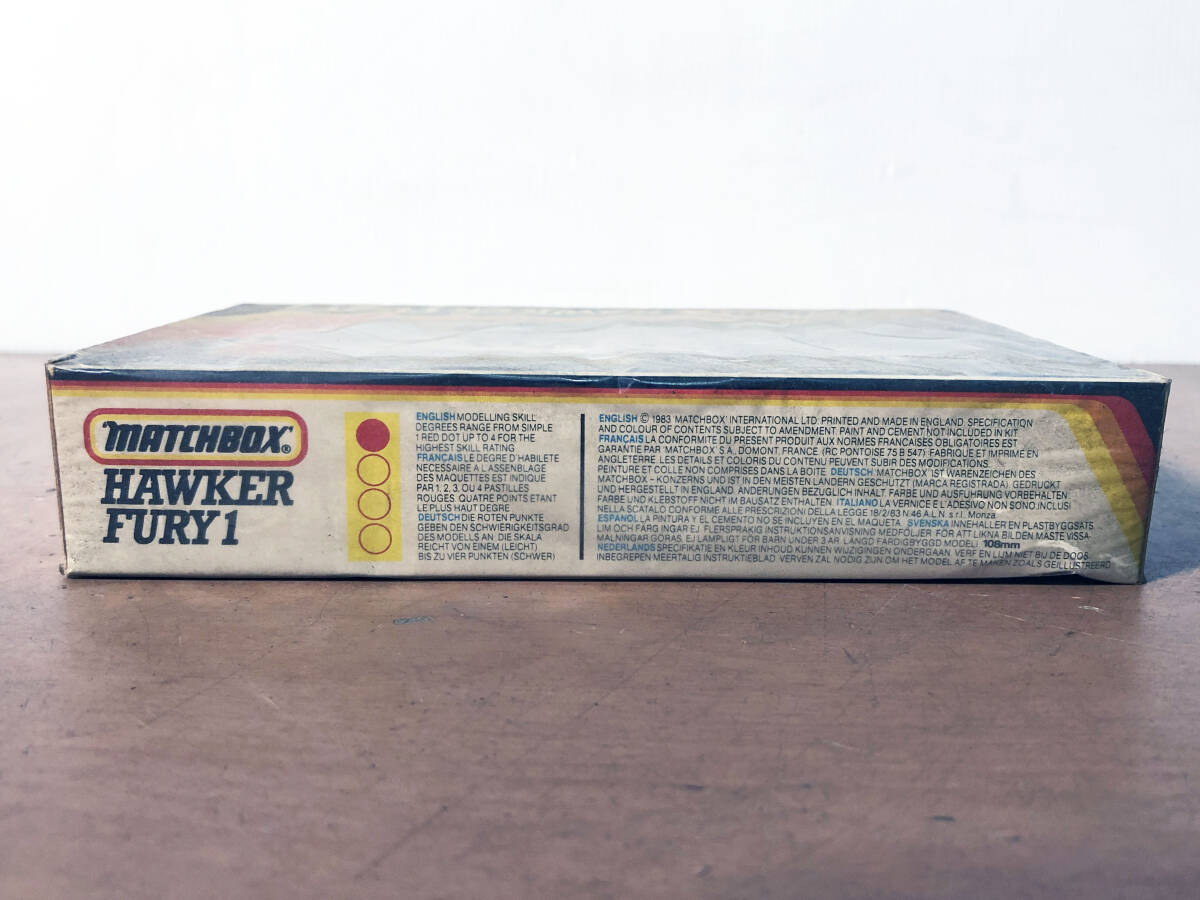 MATCHBOX®
HAWKER
FURY 1
ENGLISH MODELLING SKILL
DEGREES RANGE FROM SIMPLE
1 RED DOT UP TO 4 FOR THE
HIGHEST SKILL RATING
FRANCAIS LE DEGRE D HABILETE
NECESSAIRE A L ASSEMBLAGE
DES MAQUETTES EST INDIQUE
PAR 1, 2, 3, OU 4 PASTILLES
ROUGES. QUATRE POINTS ETANT
LE PLUS HAUT DEGRE
DEUTSCH DIE ROTEN PUNKTE
GEBEN DEN SCHWIERIGKEITSGRAD
DES MODELLS AN. DIE SKALA
REICHT VON EINEM (LEICHT)
BIS ZU VIER PUNKTEN (SCHWER)
ENGLISH © 1983 'MATCHBOX' INTERNATIONAL LTD. PRINTED AND MADE IN ENGLAND. SPECIFICATION
AND COLOUR OF CONTENTS SUBJECT TO AMENDMENT. PAINT AND CEMENT NOT INCLUDED IN KIT.
FRANCAIS LA CONFORMITE DU PRESENT PRODUIT AUX NORMES FRANCAISES OBLIGATOIRES EST
GARANTIE PAR 'MATCHBOX' S.A., DOMONT, FRANCE. (RC PONTOISE 75 B 547) FABRIQUE ET IMPRIME EN
ANGLETERRE. LES DETAILS ET COLORIS DU CONTENU PEUVENT SUBIR DES MODIFICATIONS.
PEINTURE ET COLLE NON COMPRISES DANS LA BOITE. DEUTSCH 'MATCHBOX' IST WARENZEICHEN DES
MATCHBOX – KONZERNS UND IST IN DEN MEISTEN LANDERN GESCHÜTZT (MARCA REGISTRADA). GEDRUCKT
UND HERGESTELLT IN ENGLAND. ANDERUNGEN BEZUGLICH INHALT. FARBE UND AUSFUHRUNG VORBEHALTEN
FARBE UND KLEBSTOFF NICHT IM BAUSATZ ENTHALTEN. ITALIANO LA VERNICE E L'ADESIVO NON SONO INCLUSI
NELLA SCATALO CONFORME ALLE PRESCRIZIONI DELLA LEGGE 18/2/83 N 46 A.L.N. s.r.l. Monza.
ESPAÑOL LA PINTURA Y EL CEMENTO NO SE INCLUYEN EN EL MAQUETA. SVENSKA INNEHALLER EN PLASTBYGGSATS
LIM OCH FARG INGAR EJ. FLERSPRAKIG INSTRUKTIONSANVISNING MEDFOLJER FOR ATT LIKNA BILDEN MASTE VISSA
MALNINGAR GORAS. EJ LAMPLIGT FOR BARN UNDER 3 AR. LANGD FARDIGBYGGD MODELJ 108mm
NEDERLANDS SPECIFIKATIE EN KLEUR INHOUD KUNNEN WIJZIGINGEN ONDERGAAN. VERF EN LIJM NIET BIJ DE DOOS
INBEGREPEN MEERTALIG INSTRUKTIEBLAD. VERVEN ZAL NODIG ZIJN OM HET MODEL AF TE MAKEN ZOALS GEILLUSTREERD